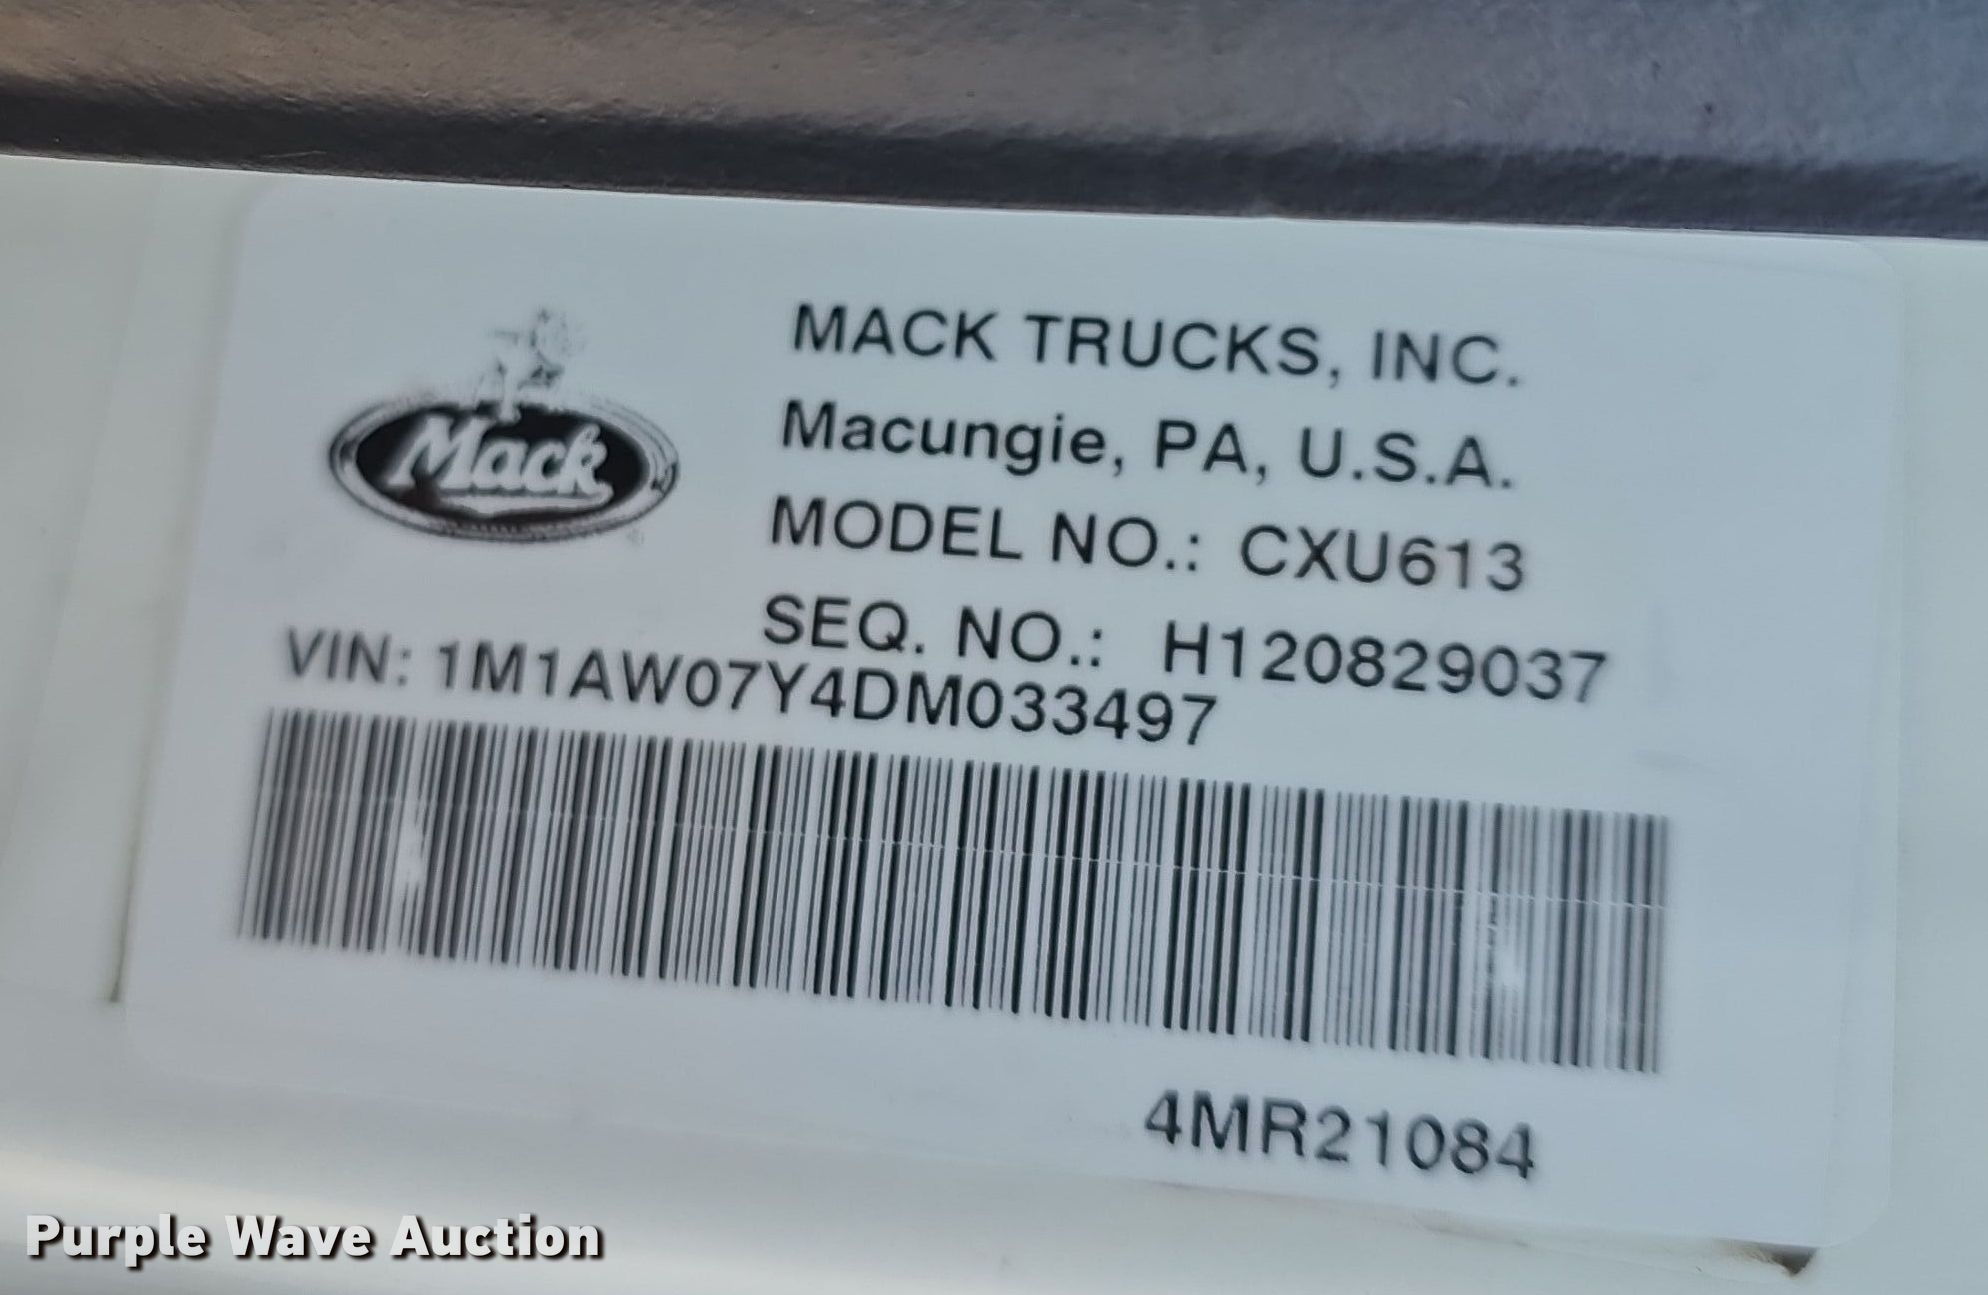 Mack
MACK TRUCKS, INC.
Macungie, PA, U.S.A.
MODEL NO.: CXU613
SEQ. NO.: H120829037
VIN: 1M1AW07Y4DM033497
4MR21084
Purple Wave Auction